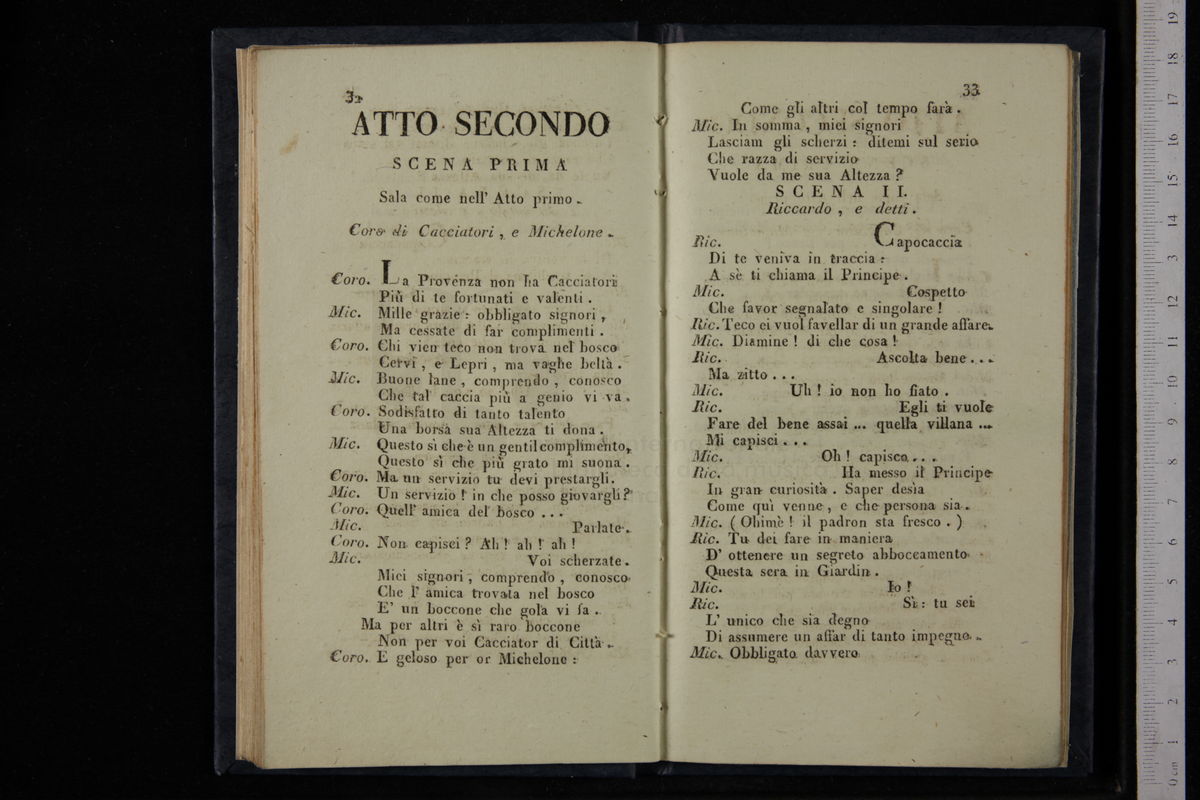 32
ATTO SECONDO
SCENA PRIMA
Sala come nell' Atto primo.
Coro di Cacciatori, e Michelone.
Coro. La Provenza non ha Cacciatori
Più di te fortunati e valenti.
Mic. Mille grazie: obbligato signori,
Ma cessate di far complimenti.
Coro. Chi vien teco non trova nel bosco
Cervi, e Lepri, ma vaghe beltà.
Mic. Buone lane, comprendo, conosco
Che tal caccia più a genio vi va.
Coro. Sodisfatto di tanto talento
Una borsa sua Altezza ti dona.
Mic. Questo sì che è un gentil complimento,
Questo sì che più grato mi suona.
Coro. Ma un servizio tu devi prestargli.
Mic. Un servizio! in che posso giovargli?
Coro. Quell' amica del bosco...
Mic. Parlate.
Coro. Non capisci? Ah! ah! ah!
Mic. Voi scherzate.
Miei signori, comprendo, conosco
Che l' amica trovata nel bosco
E' un boccone che gola vi fa.
Ma per altri è sì raro boccone
Non per voi Cacciator di Città.
Coro. E geloso per or Michelone:
33
Come gli altri col tempo farà.
Mic. In somma, miei signori
Lasciam gli scherzi: ditemi sul serio
Che razza di servizio
Vuole da me sua Altezza?
SCENA II.
Riccardo, e detti.
Ric. Capocaccia
Di te veniva in traccia:
A sè ti chiama il Principe.
Mic. Cospetto
Che favor segnalato e singolare!
Ric. Teco ei vuol favellar di un grande affare.
Mic. Diamine! di che cosa!
Ric. Ascolta bene...
Ma zitto...
Mic. Uh! io non ho fiato.
Ric. Egli ti vuole
Fare del bene assai... quella villana...
Mi capisci...
Mic. Oh! capisco...
Ric. Ha messo il Principe
In gran curiosità. Saper desìa
Come quì venne, e che persona sia.
Mic. (Ohimè! il padron sta fresco.)
Ric. Tu dei fare in maniera
D' ottenere un segreto abboccamento
Questa sera in Giardin.
Mic. Io!
Ric. Sì: tu sei
L' unico che sia degno
Di assumere un affar di tanto impegno.
Mic. Obbligato davvero